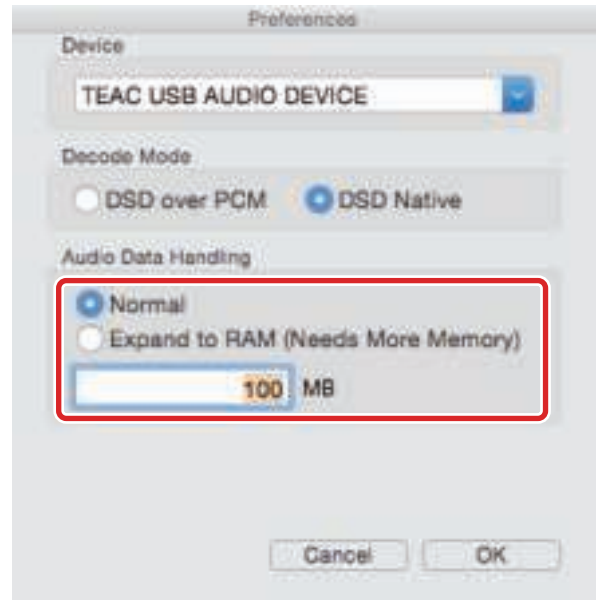 Preferences
Device
TEAC USB AUDIO DEVICE
Decode Mode
DSD over PCM DSD Native
Audio Data Handling
Normal
Expand to RAM (Needs More Memory)
100 MB
Cancel OK